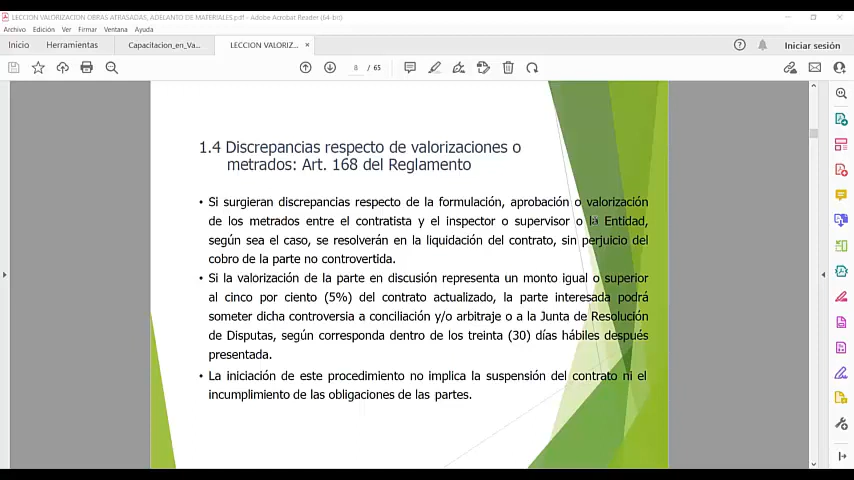 LECCION VALORIZACION OBRAS ATRASADAS, ADELANTO DE MATERIALES.pdf - Adobe Acrobat Reader (64-bit)
Archivo Edición Ver Firmar Ventana Ayuda
Inicio Herramientas Capacitacion_en_Va... LECCION VALORIZ... × Iniciar sesión
8 / 65
1.4 Discrepancias respecto de valorizaciones o
metrados: Art. 168 del Reglamento
• Si surgieran discrepancias respecto de la formulación, aprobación o valorización
de los metrados entre el contratista y el inspector o supervisor o la Entidad,
según sea el caso, se resolverán en la liquidación del contrato, sin perjuicio del
cobro de la parte no controvertida.
• Si la valorización de la parte en discusión representa un monto igual o superior
al cinco por ciento (5%) del contrato actualizado, la parte interesada podrá
someter dicha controversia a conciliación y/o arbitraje o a la Junta de Resolución
de Disputas, según corresponda dentro de los treinta (30) días hábiles después
presentada.
• La iniciación de este procedimiento no implica la suspensión del contrato ni el
incumplimiento de las obligaciones de las partes.